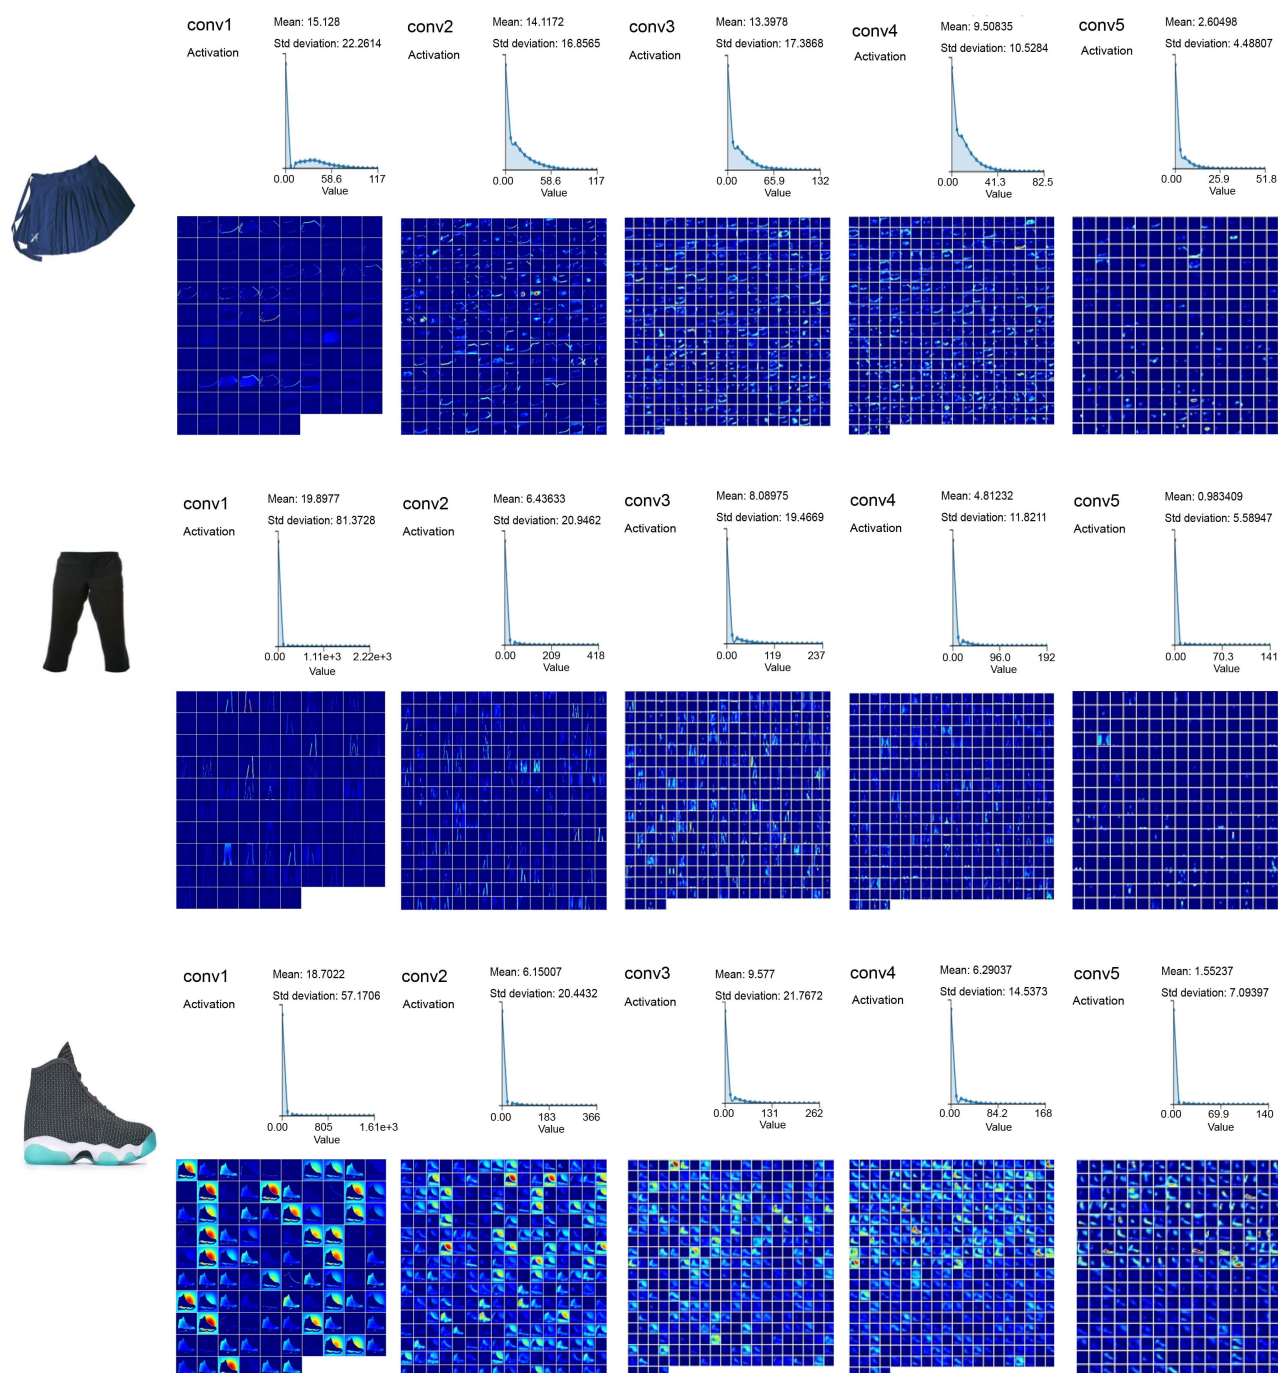 conv1
Activation
Mean: 15.128
Std deviation: 22.2614
0.00 58.6 117
Value
conv2
Activation
Mean: 14.1172
Std deviation: 16.8565
0.00 58.6 117
Value
conv3
Activation
Mean: 13.3978
Std deviation: 17.3868
0.00 65.9 132
Value
conv4
Activation
Mean: 9.50835
Std deviation: 10.5284
0.00 41.3 82.5
Value
conv5
Activation
Mean: 2.60498
Std deviation: 4.48807
0.00 25.9 51.8
Value
conv1
Activation
Mean: 19.8977
Std deviation: 81.3728
0.00 1.11e+3 2.22e+3
Value
conv2
Activation
Mean: 6.43633
Std deviation: 20.9462
0.00 209 418
Value
conv3
Activation
Mean: 8.08975
Std deviation: 19.4669
0.00 119 237
Value
conv4
Activation
Mean: 4.81232
Std deviation: 11.8211
0.00 96.0 192
Value
conv5
Activation
Mean: 0.983409
Std deviation: 5.58947
0.00 70.3 141
Value
conv1
Activation
Mean: 18.7022
Std deviation: 57.1706
0.00 805 1.61e+3
Value
conv2
Activation
Mean: 6.15007
Std deviation: 20.4432
0.00 183 366
Value
conv3
Activation
Mean: 9.577
Std deviation: 21.7672
0.00 131 262
Value
conv4
Activation
Mean: 6.29037
Std deviation: 14.5373
0.00 84.2 168
Value
conv5
Activation
Mean: 1.55237
Std deviation: 7.09397
0.00 69.9 140
Value